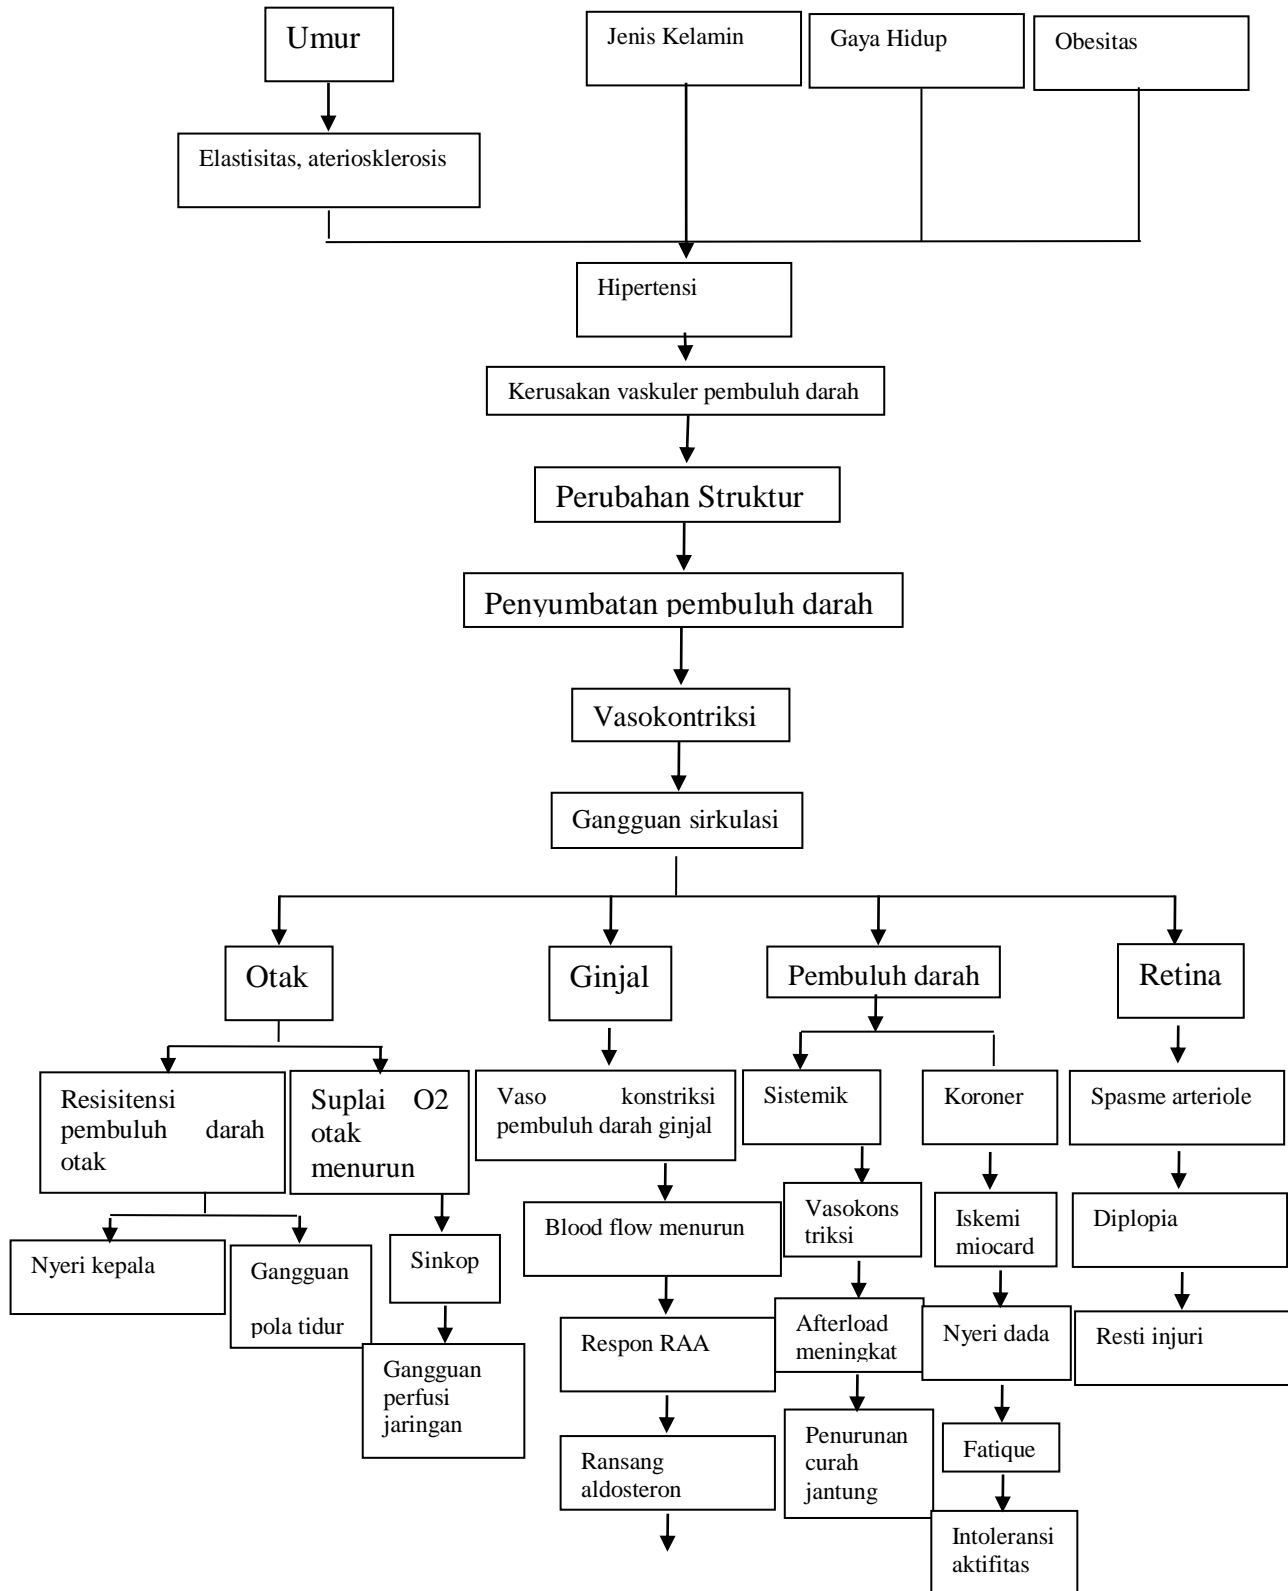 Umur
Jenis Kelamin
Gaya Hidup
Obesitas
Elastisitas, ateriosklerosis
Hipertensi
Kerusakan vaskuler pembuluh darah
Perubahan Struktur
Penyumbatan pembuluh darah
Vasokontriksi
Gangguan sirkulasi
Otak
Ginjal
Pembuluh darah
Retina
Resisitensi
pembuluh darah
otak
Suplai O2
otak
menurun
Vaso konstriksi
pembuluh darah ginjal
Sistemik
Koroner
Spasme arteriole
Nyeri kepala
Gangguan
pola tidur
Sinkop
Blood flow menurun
Vasokons
triksi
Iskemi
miocard
Diplopia
Gangguan
perfusi
jaringan
Respon RAA
Afterload
meningkat
Nyeri dada
Resti injuri
Ransang
aldosteron
Penurunan
curah
jantung
Fatique
Intoleransi
aktifitas